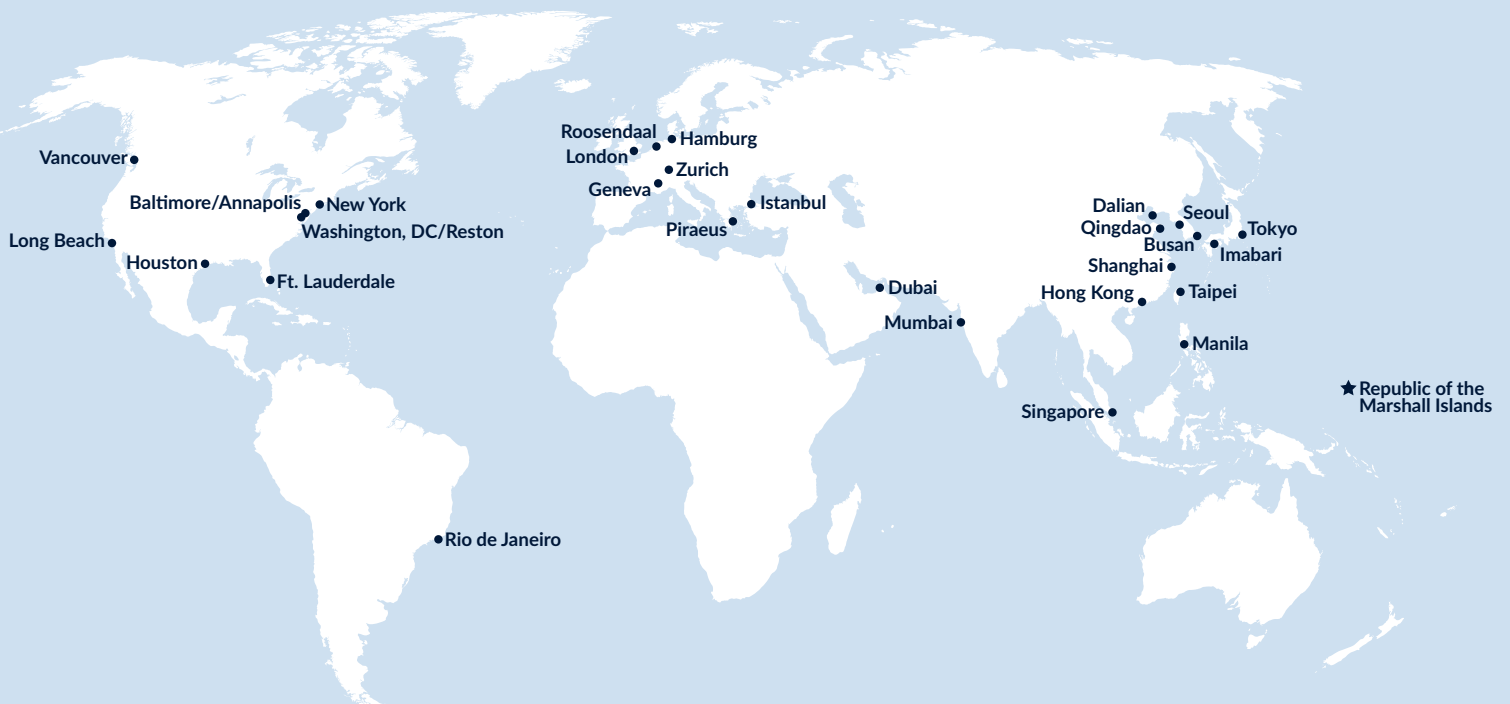 Roosendaal
Hamburg
London
Vancouver
Zurich
Geneva
Baltimore/Annapolis
New York
Istanbul
Washington, DC/Reston
Piraeus
Long Beach
Houston
Ft. Lauderdale
Dalian
Seoul
Qingdao
Tokyo
Busan
Imabari
Shanghai
Dubai
Hong Kong
Taipei
Mumbai
Manila
Republic of the
Marshall Islands
Singapore
Rio de Janeiro